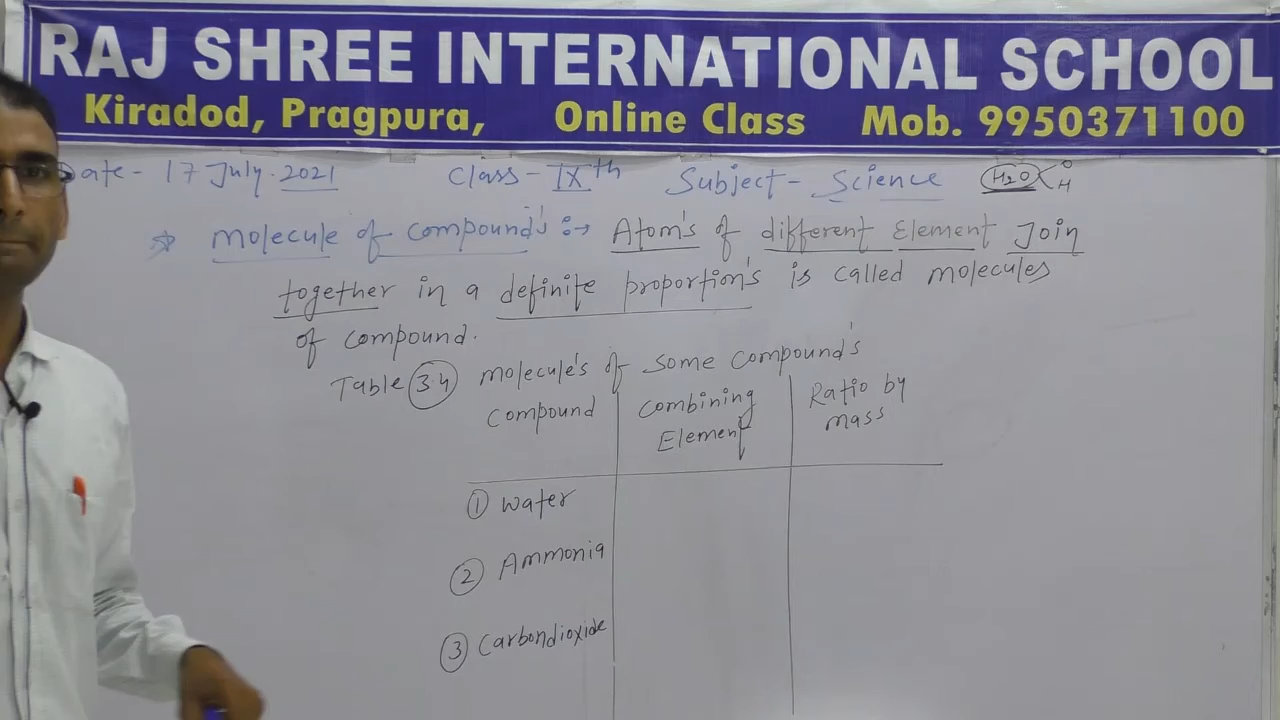 RAJ SHREE INTERNATIONAL SCHOOL
Kiradod, Pragpura, Online Class Mob. 9950371100
Date - 17 July. 2021 Class - IXth Subject - Science H2O O H
Molecule of compound's :→ Atom's of different Element Join
together in a definite proportion's is called molecules
of compound.
Table 3.4 Molecule's of some compound's
Compound Combining Element Ratio by mass
1 Water
2 Ammonia
3 Carbondioxide